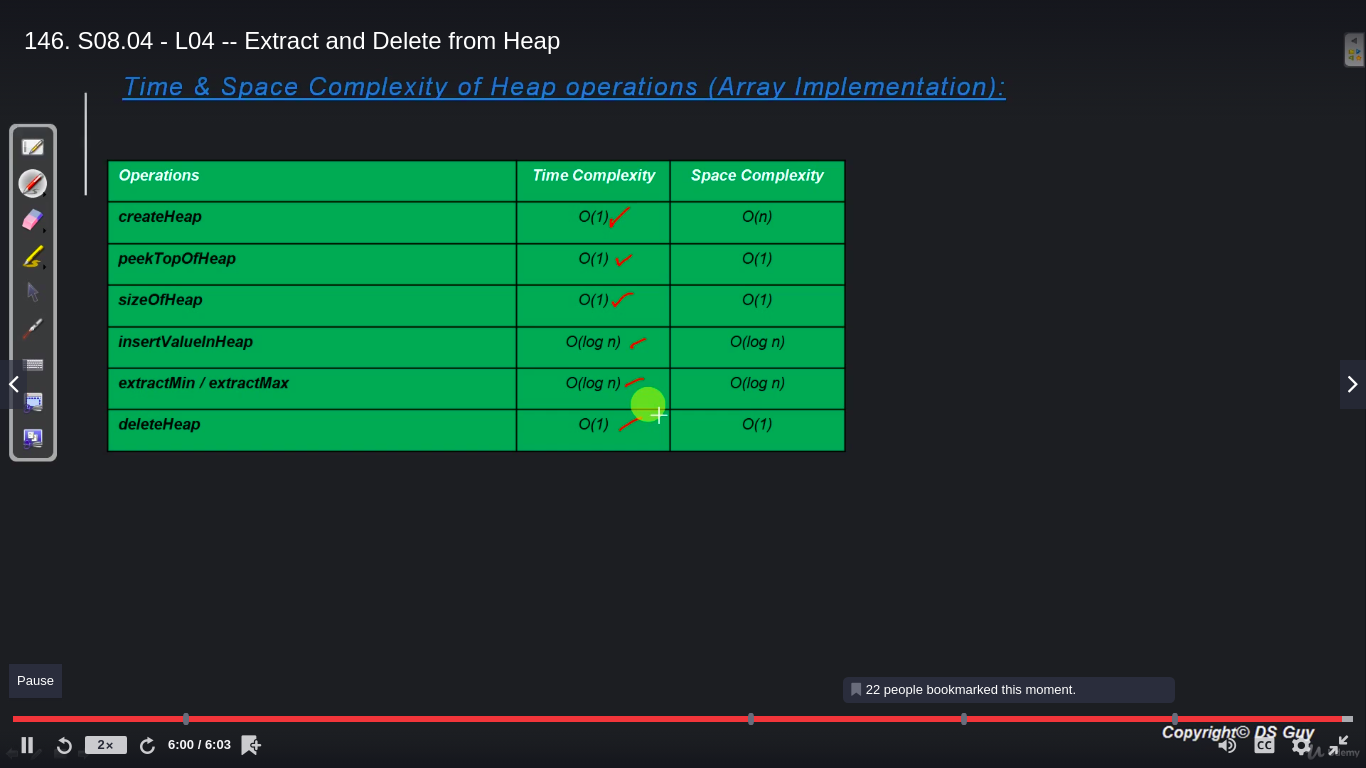 146. S08.04 - L04 -- Extract and Delete from Heap
Time & Space Complexity of Heap operations (Array Implementation):
Operations Time Complexity Space Complexity
createHeap O(1) O(n)
peekTopOfHeap O(1) O(1)
sizeOfHeap O(1) O(1)
insertValueInHeap O(log n) O(log n)
extractMin / extractMax O(log n) O(log n)
deleteHeap O(1) O(1)
Pause
22 people bookmarked this moment.
Copyright© DS Guy
2x 6:00 / 6:03 CC